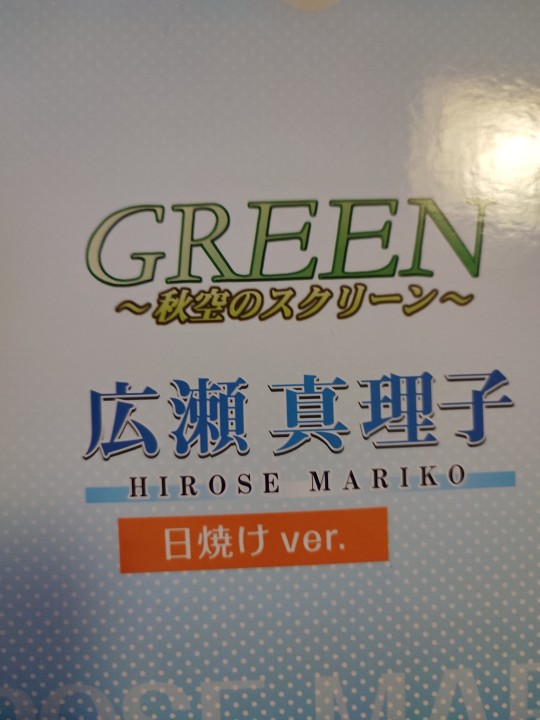 GREEN
～秋空のスクリーン～
広瀬 真理子
HIROSE MARIKO
日焼け ver.